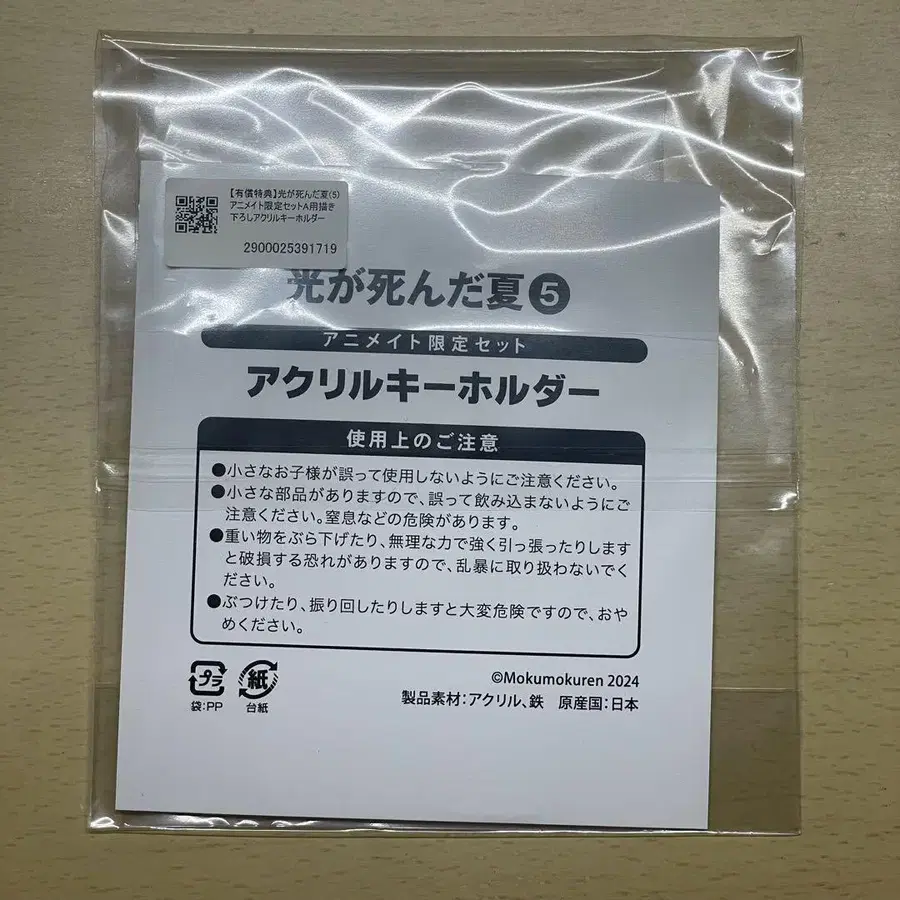 【有償特典】光が死んだ夏(5)
アニメイト限定セットA用描き
下ろしアクリルキーホルダー
2900025391719
光が死んだ夏5
アニメイト限定セット
アクリルキーホルダー
使用上のご注意
●小さなお子様が誤って使用しないようにご注意ください。
●小さな部品がありますので、誤って飲み込まないようにご
注意ください。窒息などの危険があります。
●重い物をぶら下げたり、無理な力で強く引っ張ったりします
と破損する恐れがありますので、乱暴に取り扱わないでく
ださい。
●ぶつけたり、振り回したりしますと大変危険ですので、おや
めください。
プラ
袋:PP
紙
台紙
©Mokumokuren 2024
製品素材:アクリル、鉄 原産国:日本